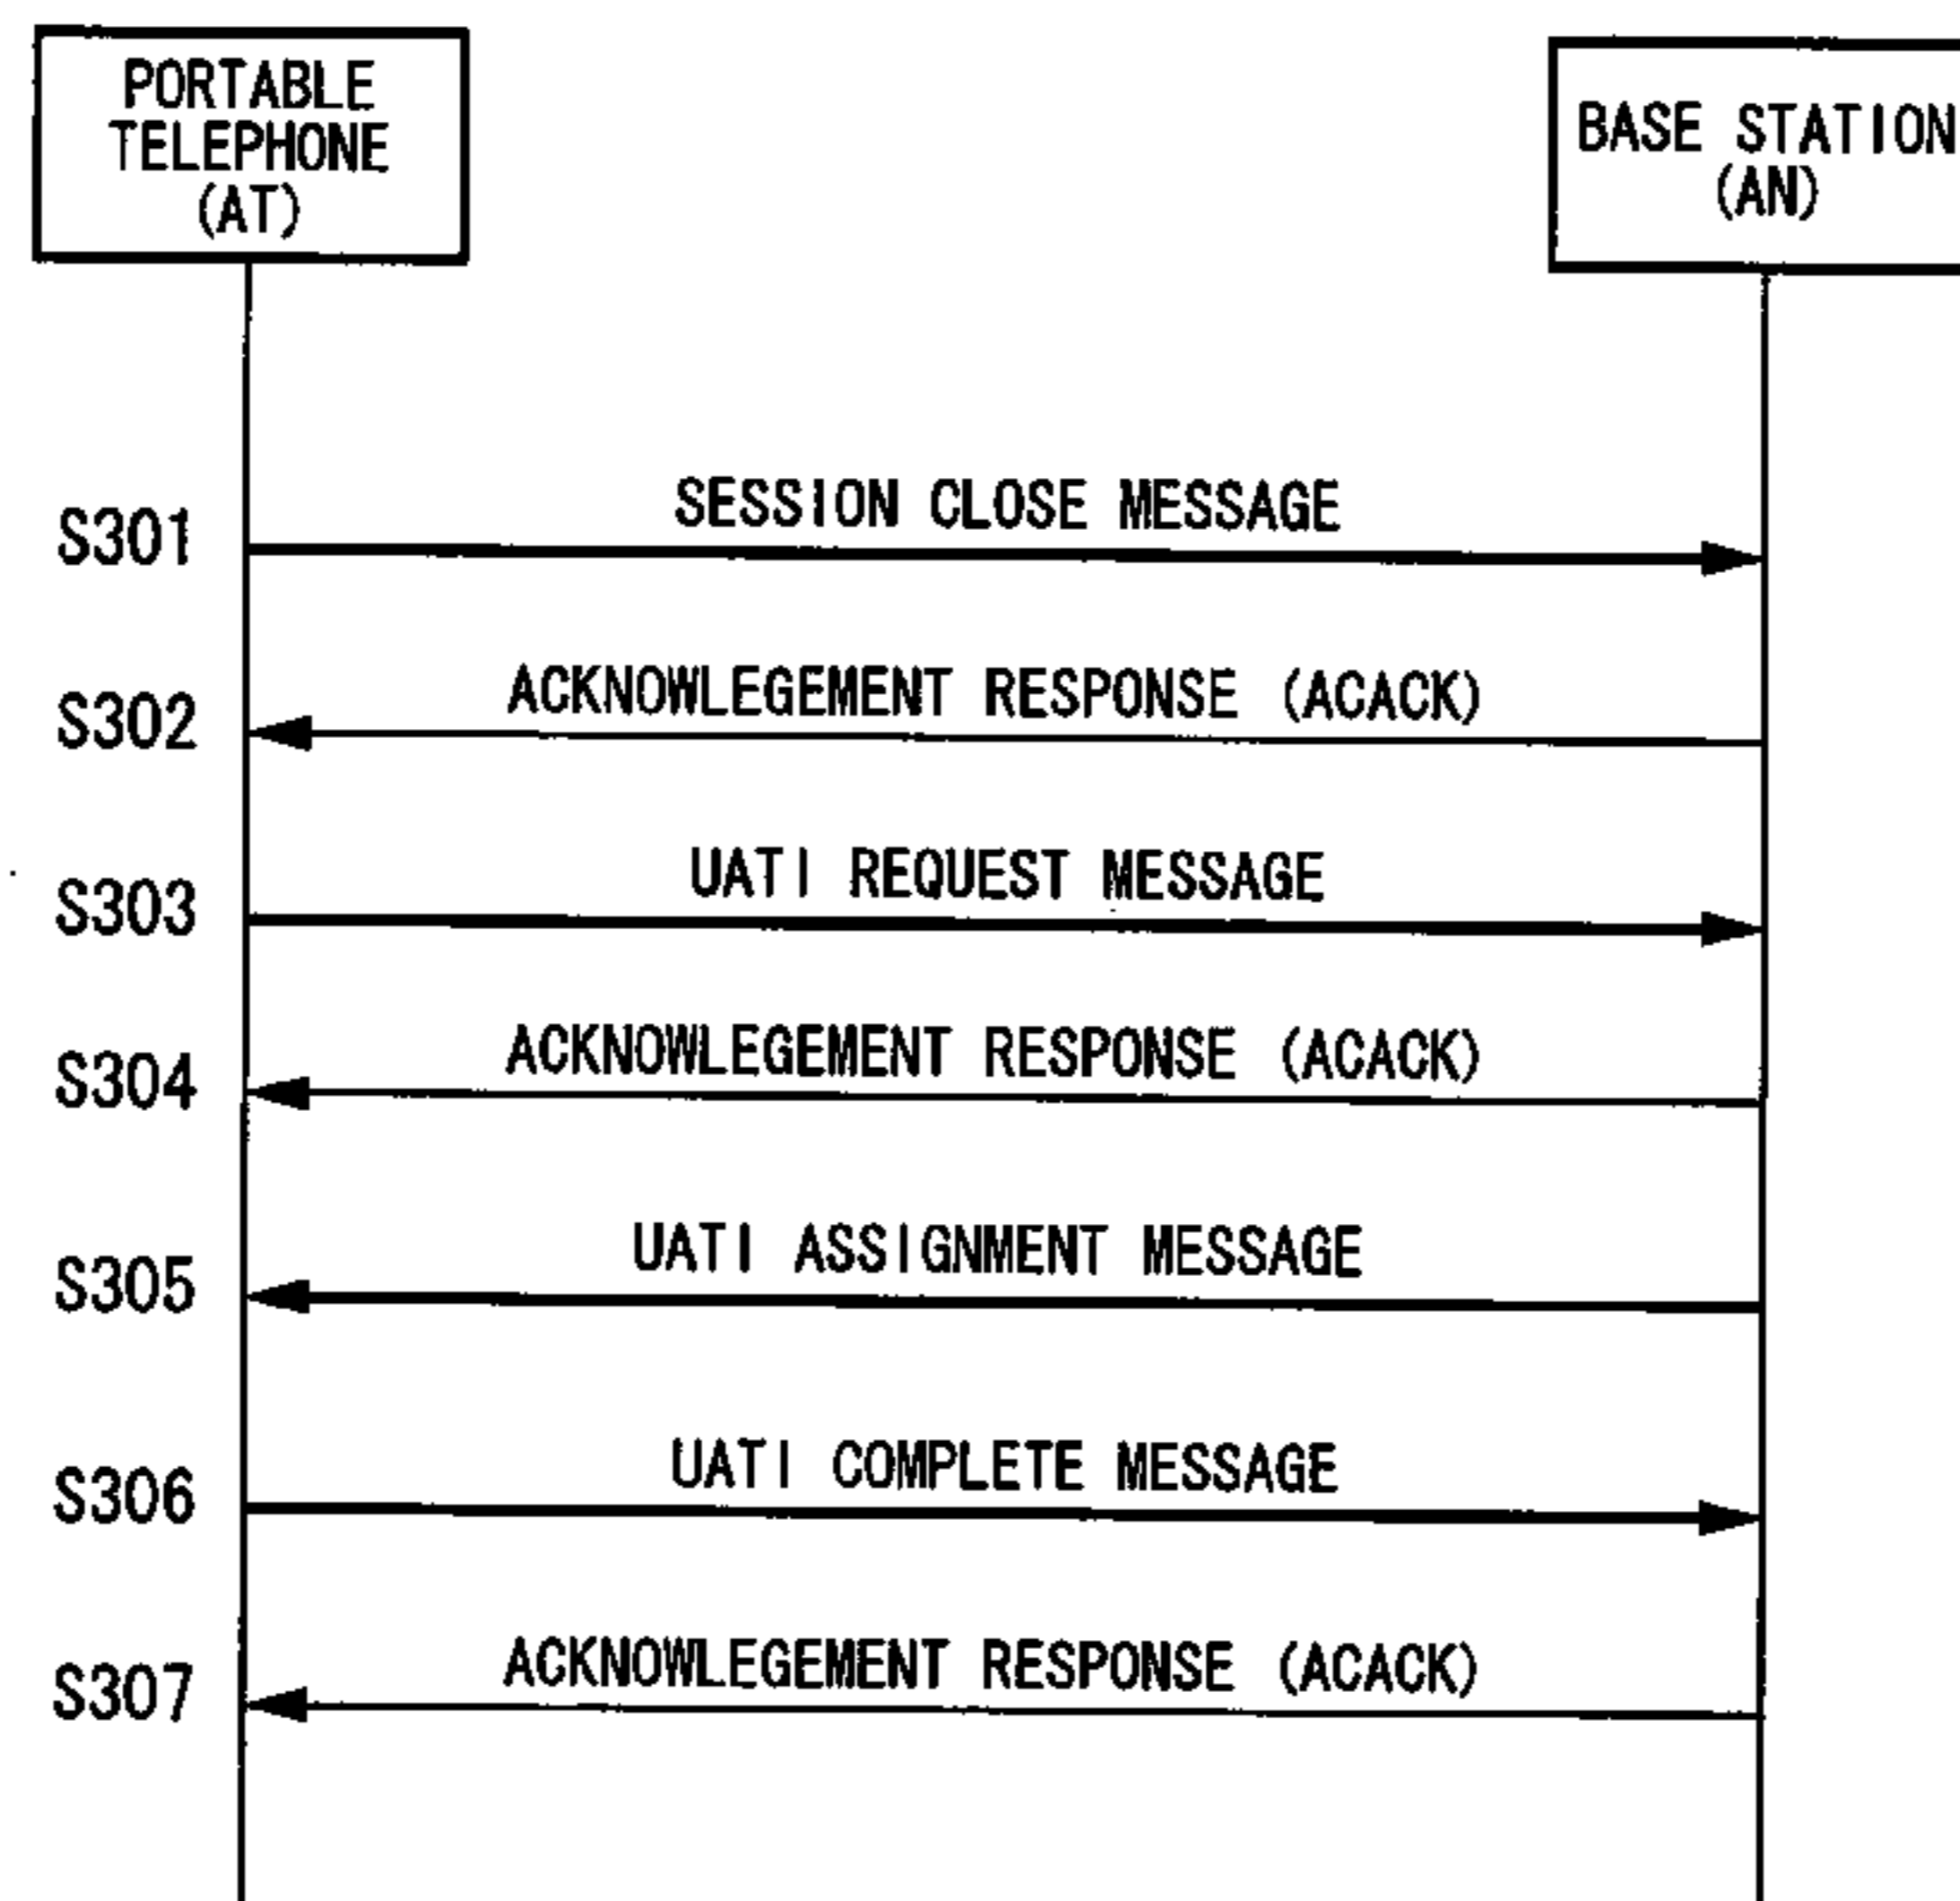 PORTABLE
TELEPHONE
(AT)
BASE STATION
(AN)
S301
SESSION CLOSE MESSAGE
S302
ACKNOWLEGEMENT RESPONSE (ACACK)
S303
UATI REQUEST MESSAGE
S304
ACKNOWLEGEMENT RESPONSE (ACACK)
S305
UATI ASSIGNMENT MESSAGE
S306
UATI COMPLETE MESSAGE
S307
ACKNOWLEGEMENT RESPONSE (ACACK)